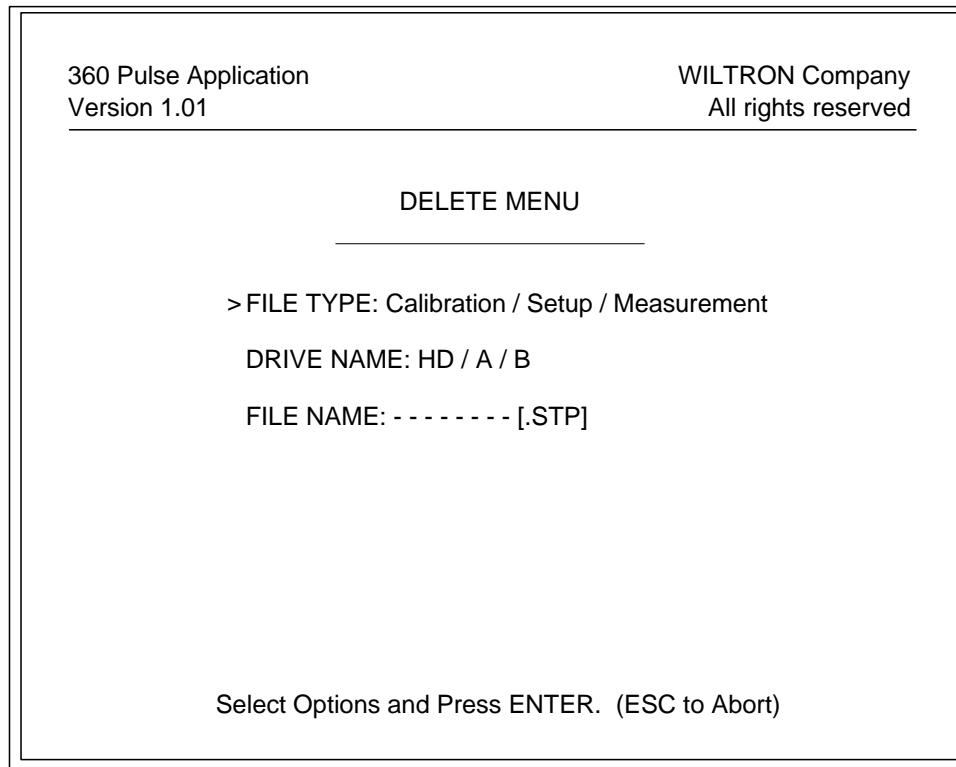 360 Pulse Application
WILTRON Company
Version 1.01
All rights reserved
DELETE MENU
> FILE TYPE: Calibration / Setup / Measurement
DRIVE NAME: HD / A / B
FILE NAME: - - - - - - - - [.STP]
Select Options and Press ENTER.  (ESC to Abort)